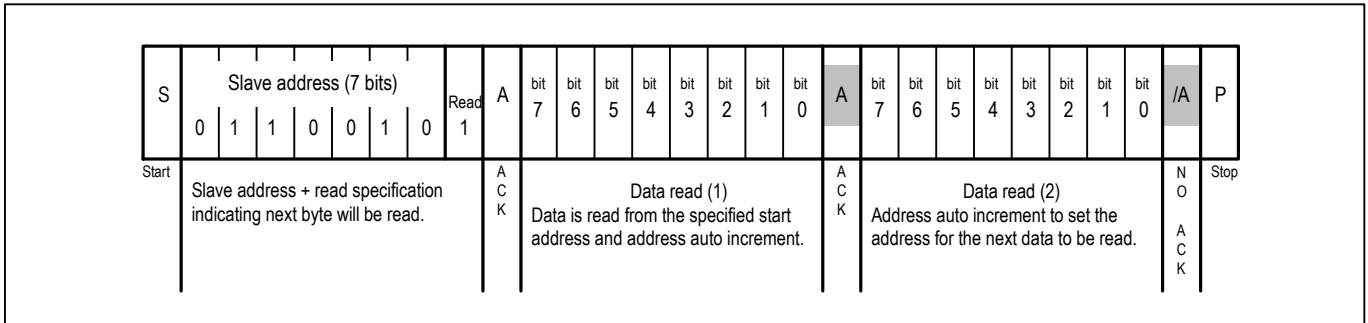 S
Slave address (7 bits)
0 1 1 0 0 1 0
Read
1
A
bit 7 bit 6 bit 5 bit 4 bit 3 bit 2 bit 1 bit 0
A
bit 7 bit 6 bit 5 bit 4 bit 3 bit 2 bit 1 bit 0
/A
P
Start
Slave address + read specification
indicating next byte will be read.
A
C
K
Data read (1)
Data is read from the specified start
address and address auto increment.
A
C
K
Data read (2)
Address auto increment to set the
address for the next data to be read.
N
O
A
C
K
Stop